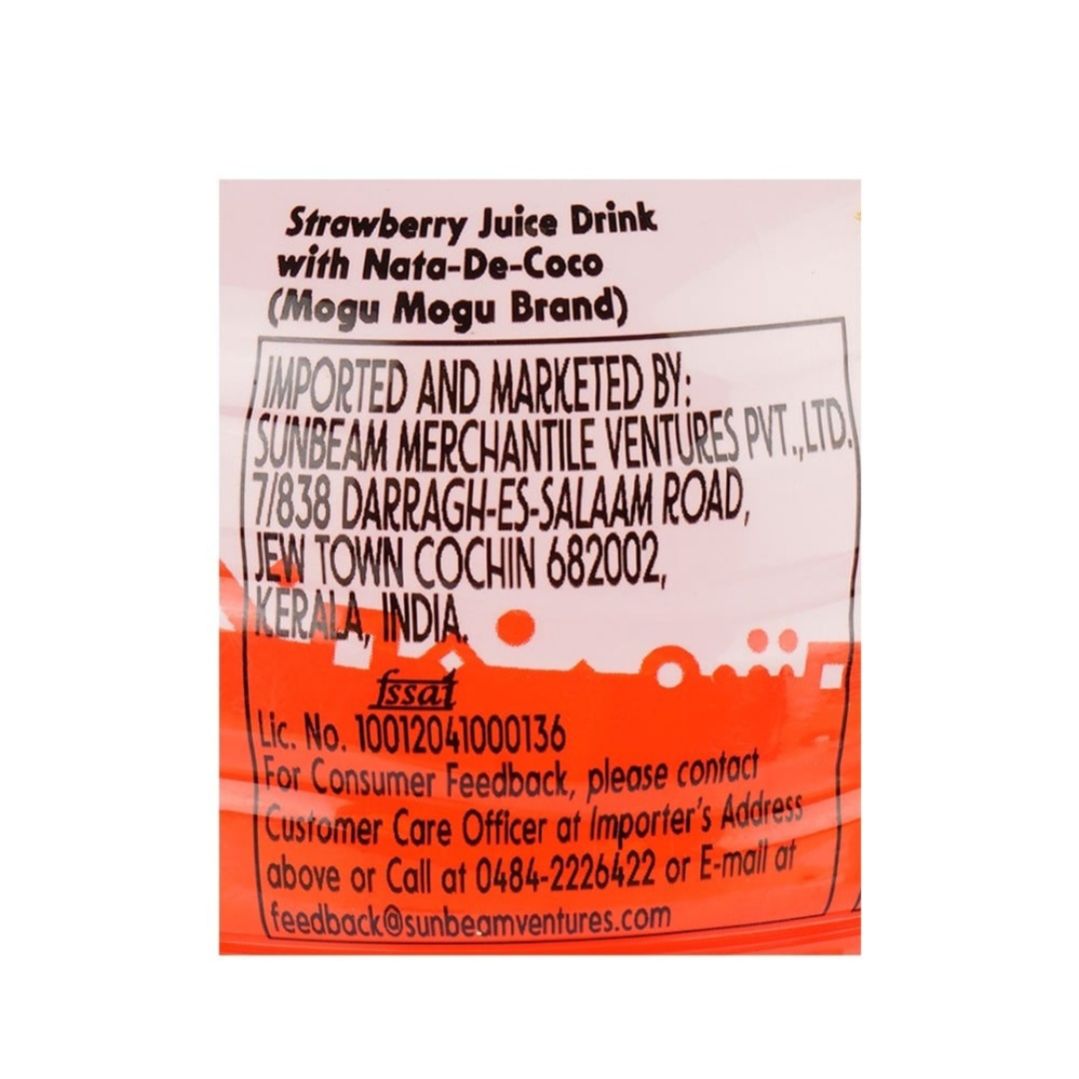 Strawberry Juice Drink
with Nata-De-Coco
(Mogu Mogu Brand)
IMPORTED AND MARKETED BY:
SUNBEAM MERCHANTILE VENTURES PVT.,LTD.
7/838 DARRAGH-ES-SALAAM ROAD,
JEW TOWN COCHIN 682002,
KERALA, INDIA.
fssai
Lic. No. 10012041000136
For Consumer Feedback, please contact
Customer Care Officer at Importer's Address
above or Call at 0484-2226422 or E-mail at
feedback@sunbeamventures.com